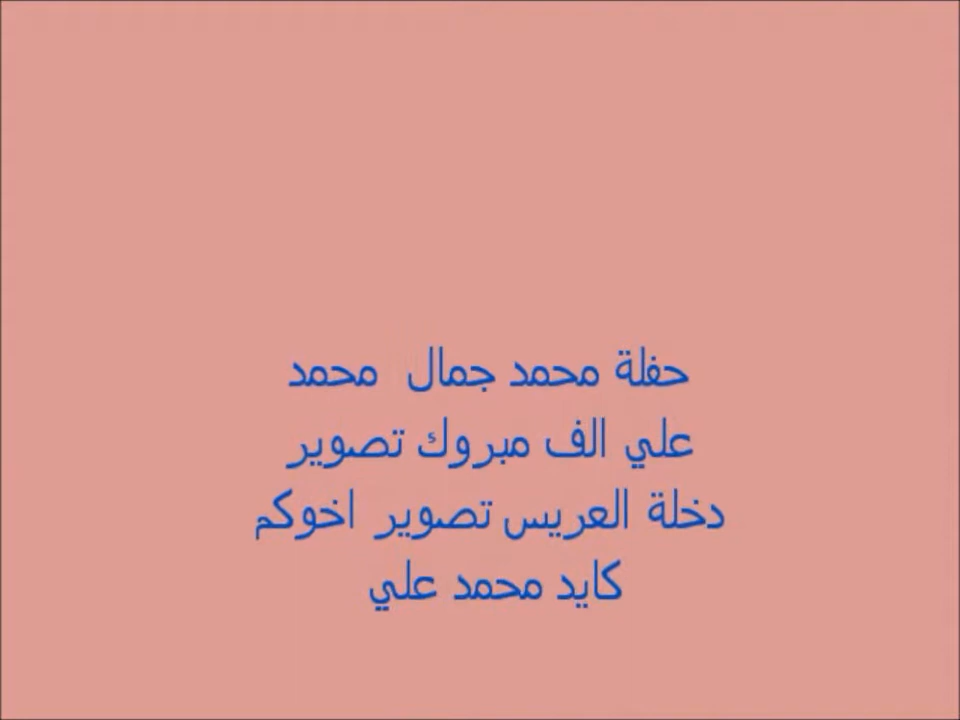 حفلة محمد جمال محمد
علي الف مبروك تصوير
دخلة العريس تصوير اخوكم
كايد محمد علي